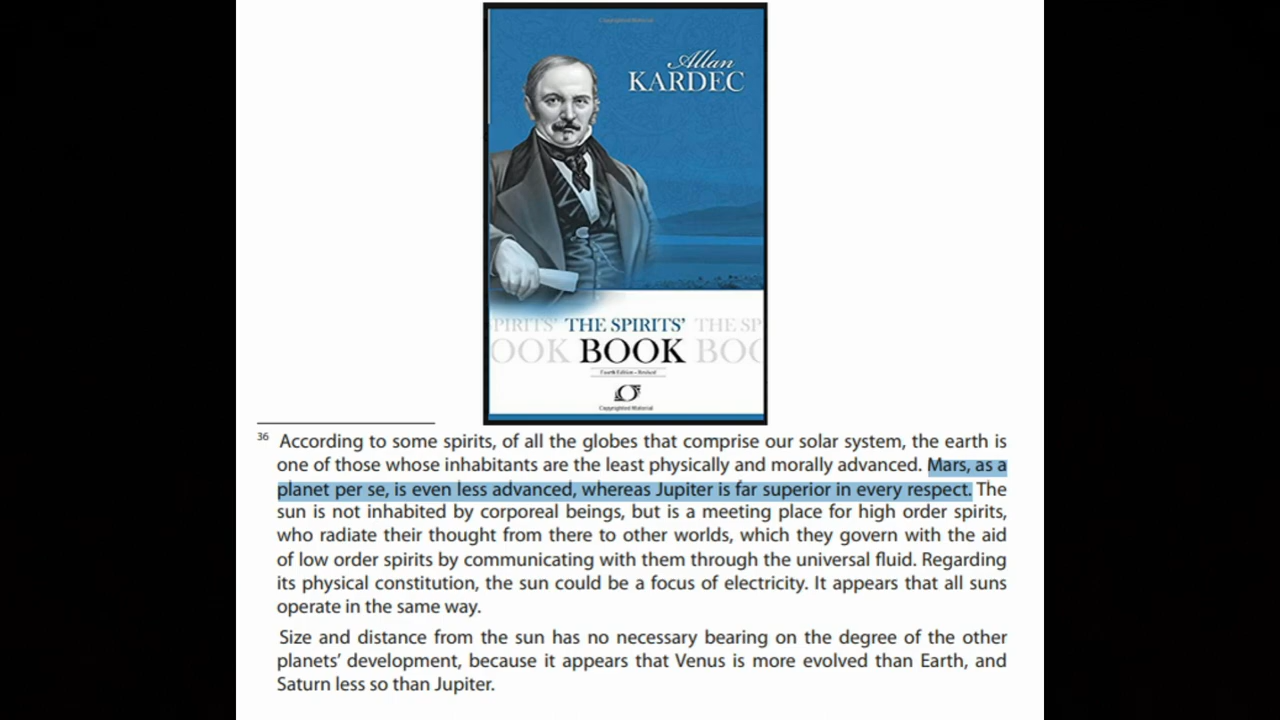 Copyrighted Material
Allan
KARDEC
PIRITS' THE SPIRITS' THE SP
OOK BOOK BOO
Fourth Edition – Revised
Copyrighted Material
36 According to some spirits, of all the globes that comprise our solar system, the earth is
one of those whose inhabitants are the least physically and morally advanced. Mars, as a
planet per se, is even less advanced, whereas Jupiter is far superior in every respect. The
sun is not inhabited by corporeal beings, but is a meeting place for high order spirits,
who radiate their thought from there to other worlds, which they govern with the aid
of low order spirits by communicating with them through the universal fluid. Regarding
its physical constitution, the sun could be a focus of electricity. It appears that all suns
operate in the same way.
Size and distance from the sun has no necessary bearing on the degree of the other
planets' development, because it appears that Venus is more evolved than Earth, and
Saturn less so than Jupiter.